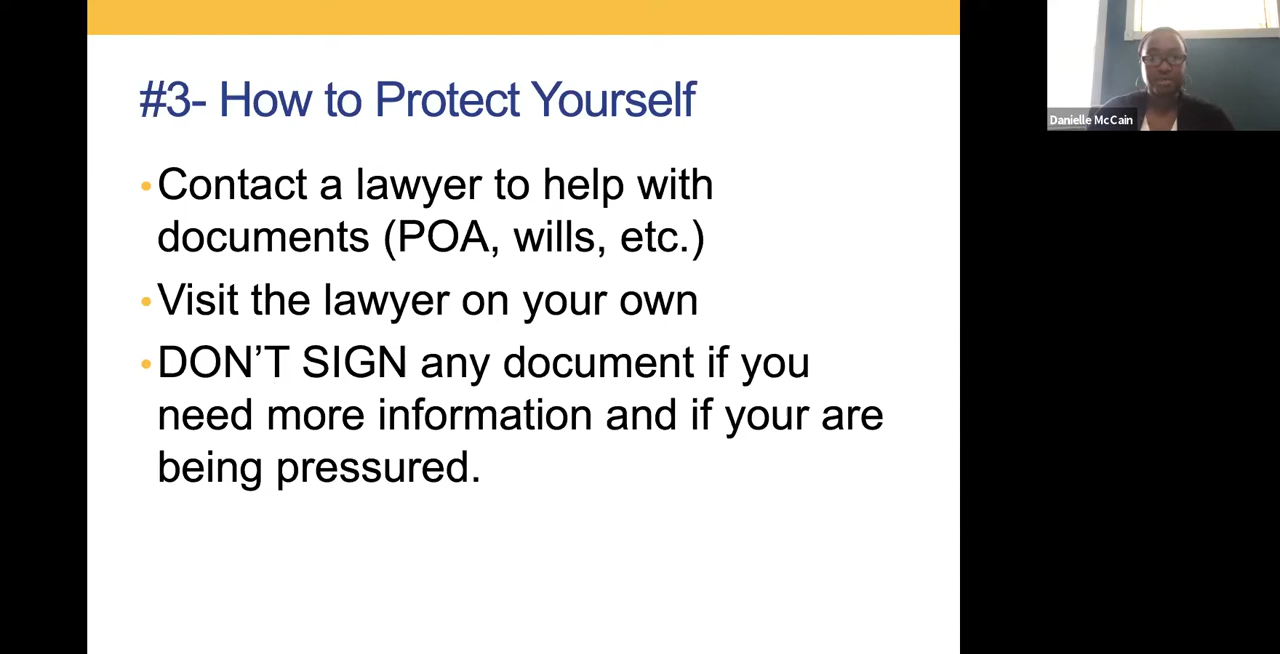 #3- How to Protect Yourself
•Contact a lawyer to help with
documents (POA, wills, etc.)
•Visit the lawyer on your own
•DON’T SIGN any document if you
need more information and if your are
being pressured.
Danielle McCain